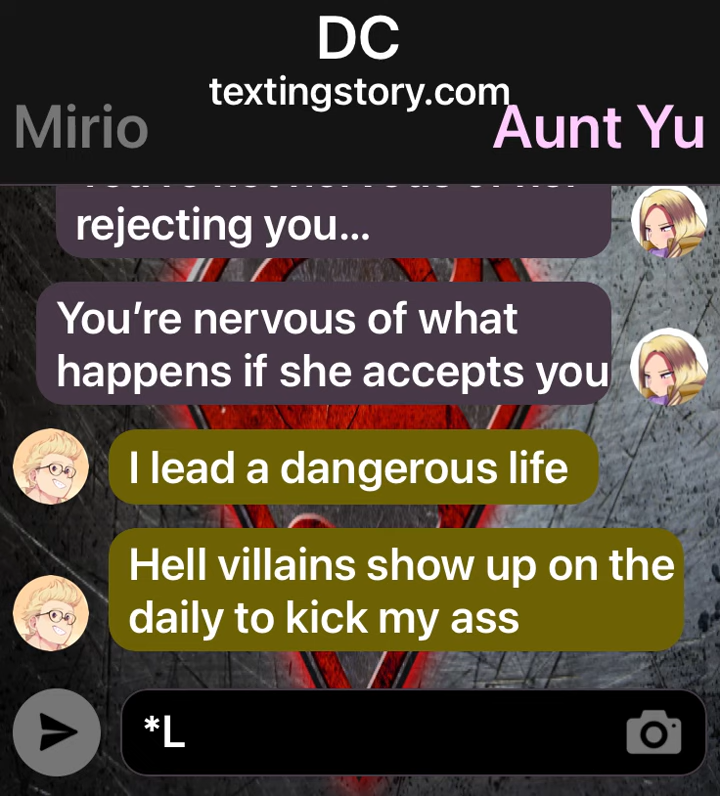 DC
textingstory.com
Mirio
Aunt Yu
rejecting you...
You're nervous of what
happens if she accepts you
I lead a dangerous life
Hell villains show up on the
daily to kick my ass
*L